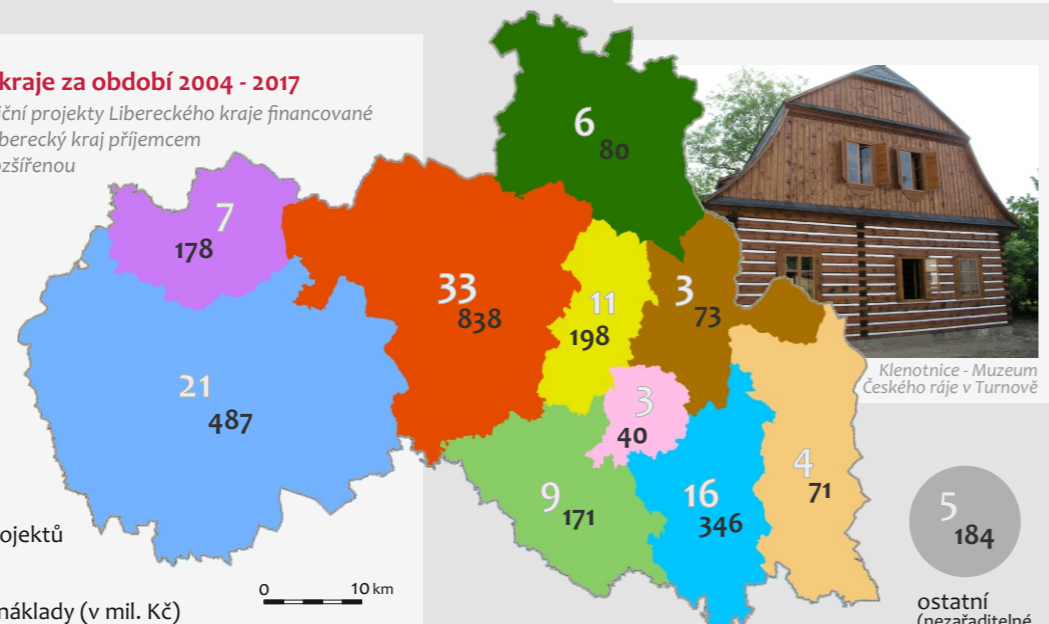 kraje za období 2004 - 2017
ční projekty Libereckého kraje financované
berecký kraj příjemcem
ozšířenou
6
80
7
178
33
838
11
198
3
73
21
487
3
40
Klenotnice - Muzeum
Českého ráje v Turnově
4
71
9
171
16
346
5
184
ojektů
0 10 km
náklady (v mil. Kč)
ostatní
(nezařaditelné